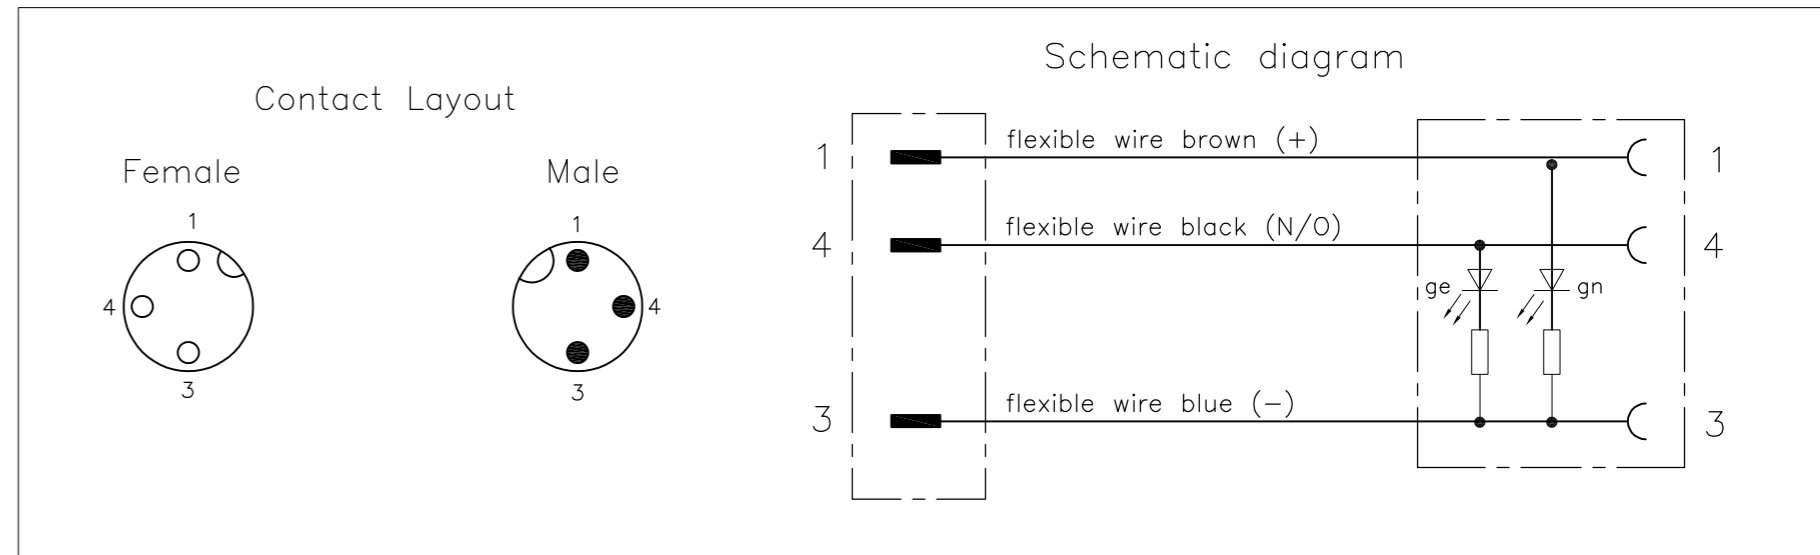 Schematic diagram
Contact Layout
Female
Male
1
4
3
1
4
3
1
flexible wire brown (+)
1
4
flexible wire black (N/O)
4
ge
gn
3
flexible wire blue (−)
3